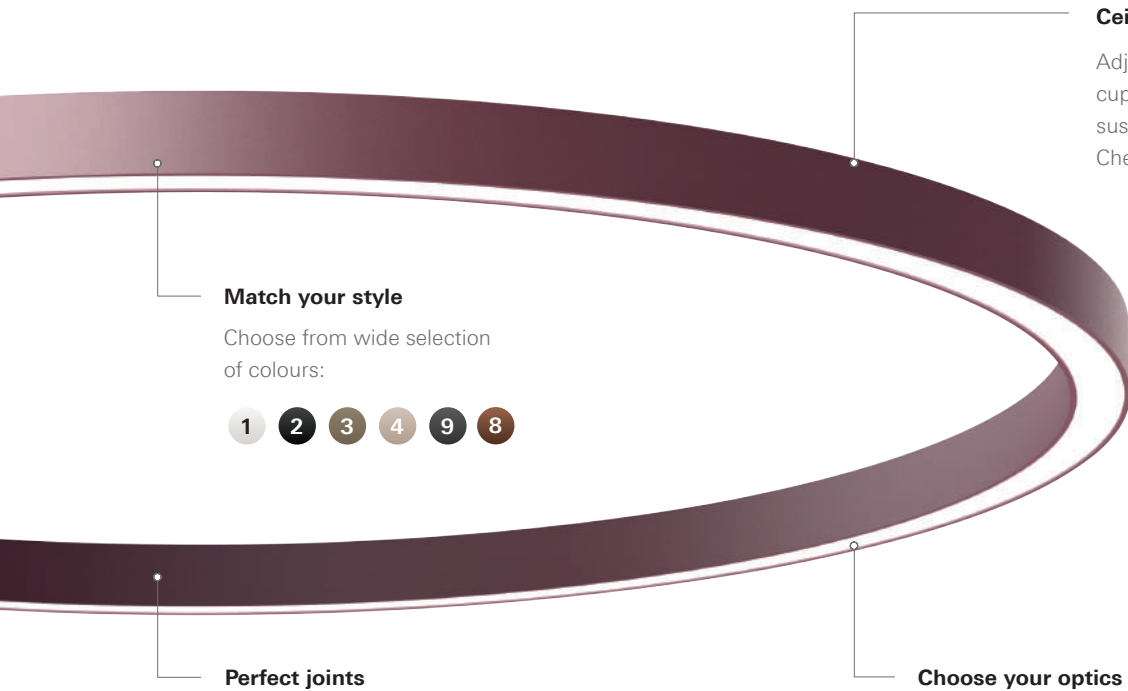 Match your style
Choose from wide selection
of colours:
1 2 3 4 9 8
Perfect joints
Choose your optics